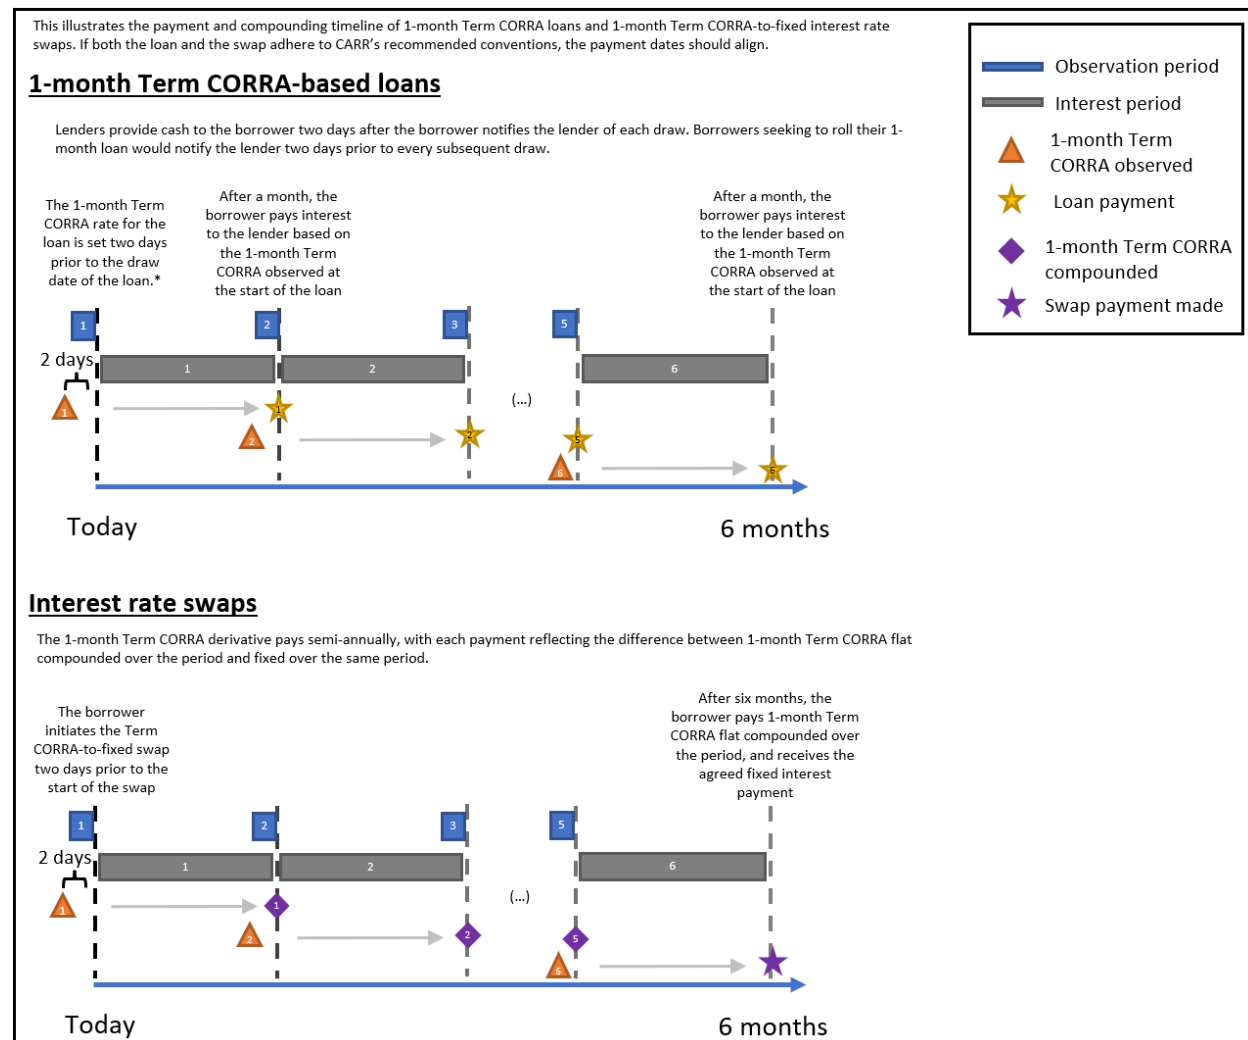 This illustrates the payment and compounding timeline of 1-month Term CORRA loans and 1-month Term CORRA-to-fixed interest rate
swaps. If both the loan and the swap adhere to CARR's recommended conventions, the payment dates should align.
1-month Term CORRA-based loans
Lenders provide cash to the borrower two days after the borrower notifies the lender of each draw. Borrowers seeking to roll their 1-
month loan would notify the lender two days prior to every subsequent draw.
The 1-month Term
CORRA rate for the
loan is set two days
prior to the draw
date of the loan.*
After a month, the
borrower pays interest
to the lender based on
the 1-month Term
CORRA observed at
the start of the loan
After a month, the
borrower pays interest
to the lender based on
the 1-month Term
CORRA observed at
the start of the loan
1
2
3
5
2 days
1
2
6
(...)
1
1
2
2
5
6
6
Today
6 months
Interest rate swaps
The 1-month Term CORRA derivative pays semi-annually, with each payment reflecting the difference between 1-month Term CORRA flat
compounded over the period and fixed over the same period.
The borrower
initiates the Term
CORRA-to-fixed swap
two days prior to the
start of the swap
After six months, the
borrower pays 1-month Term
CORRA flat compounded over
the period, and receives the
agreed fixed interest
payment
1
2
3
5
2 days
1
2
6
(...)
1
1
2
2
5
6
Today
6 months
Observation period
Interest period
1-month Term
CORRA observed
Loan payment
1-month Term CORRA
compounded
Swap payment made